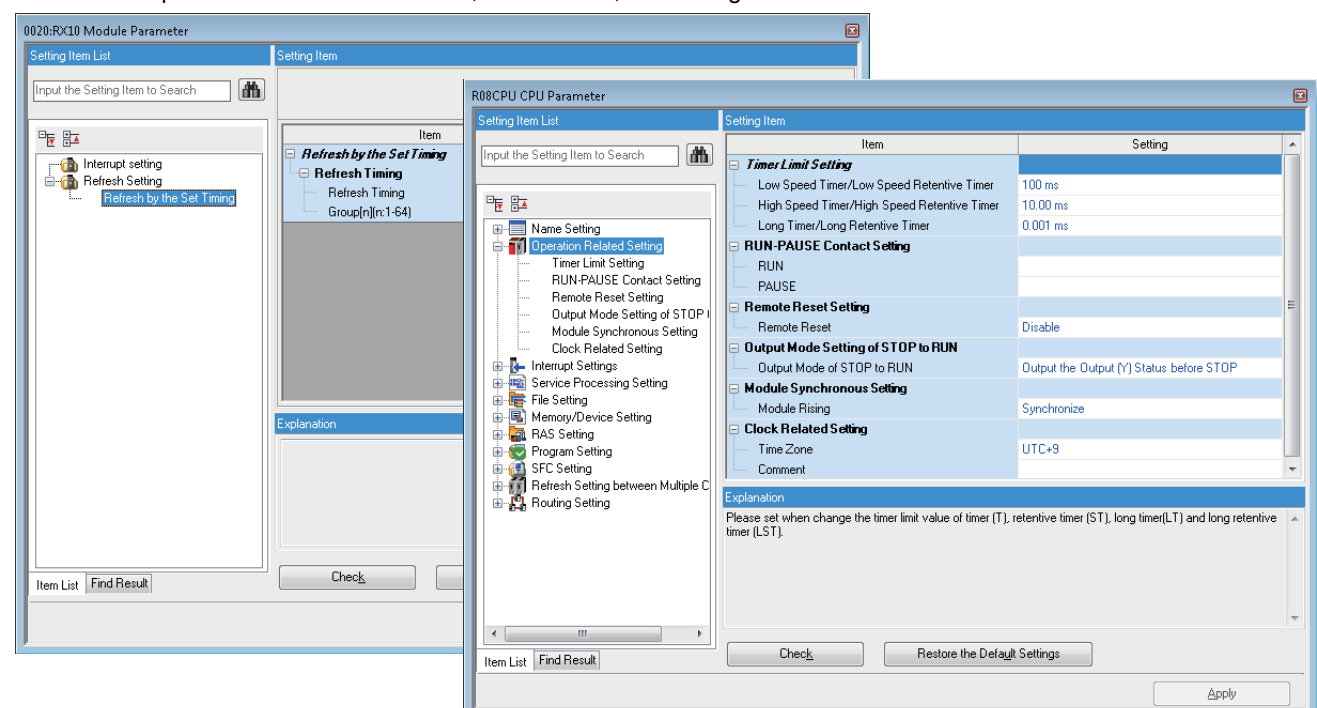 0020:RX10 Module Parameter
Setting Item List
Setting Item
Input the Setting Item to Search
Item
Interrupt setting
Refresh Setting
Refresh by the Set Timing
Refresh by the Set Timing
Refresh Timing
Refresh Timing
Group[n](n:1-64)
Explanation
Item List
Find Result
Check
R08CPU CPU Parameter
Setting Item List
Setting Item
Input the Setting Item to Search
Name Setting
Operation Related Setting
Timer Limit Setting
RUN-PAUSE Contact Setting
Remote Reset Setting
Output Mode Setting of STOP
Module Synchronous Setting
Clock Related Setting
Interrupt Settings
Service Processing Setting
File Setting
Memory/Device Setting
RAS Setting
Program Setting
SFC Setting
Refresh Setting between Multiple C
Routing Setting
Item List
Find Result
Item Setting
Timer Limit Setting
Low Speed Timer/Low Speed Retentive Timer 100 ms
High Speed Timer/High Speed Retentive Timer 10.00 ms
Long Timer/Long Retentive Timer 0.001 ms
RUN-PAUSE Contact Setting
RUN
PAUSE
Remote Reset Setting
Remote Reset Disable
Output Mode Setting of STOP to RUN
Output Mode of STOP to RUN Output the Output (Y) Status before STOP
Module Synchronous Setting
Module Rising Synchronize
Clock Related Setting
Time Zone UTC+9
Comment
Explanation
Please set when change the timer limit value of timer (T), retentive timer (ST), long timer(LT) and long retentive
timer (LST).
Check
Restore the Default Settings
Apply